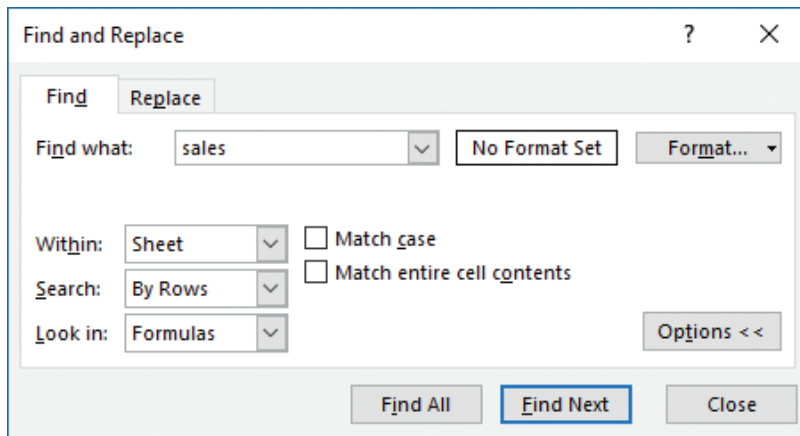 Find and Replace ?
Find Replace
Find what: sales No Format Set Format...
Within: Sheet Match case
Match entire cell contents
Search: By Rows
Look in: Formulas Options <<
Find All Find Next Close